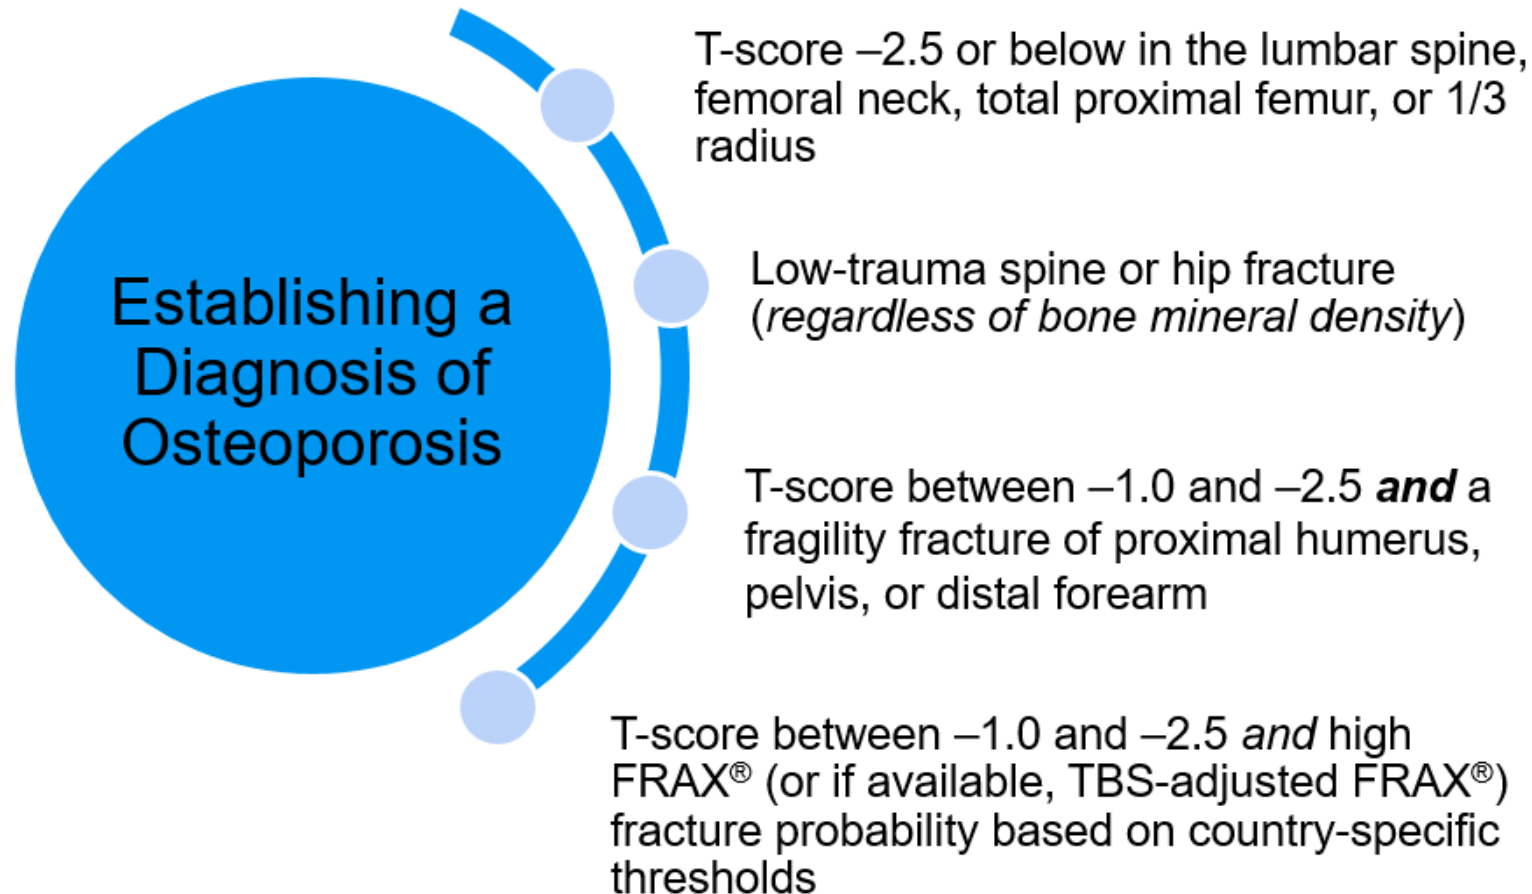 Establishing a
Diagnosis of
Osteoporosis
T-score –2.5 or below in the lumbar spine,
femoral neck, total proximal femur, or 1/3
radius
Low-trauma spine or hip fracture
(regardless of bone mineral density)
T-score between –1.0 and –2.5 and a
fragility fracture of proximal humerus,
pelvis, or distal forearm
T-score between –1.0 and –2.5 and high
FRAX® (or if available, TBS-adjusted FRAX®)
fracture probability based on country-specific
thresholds